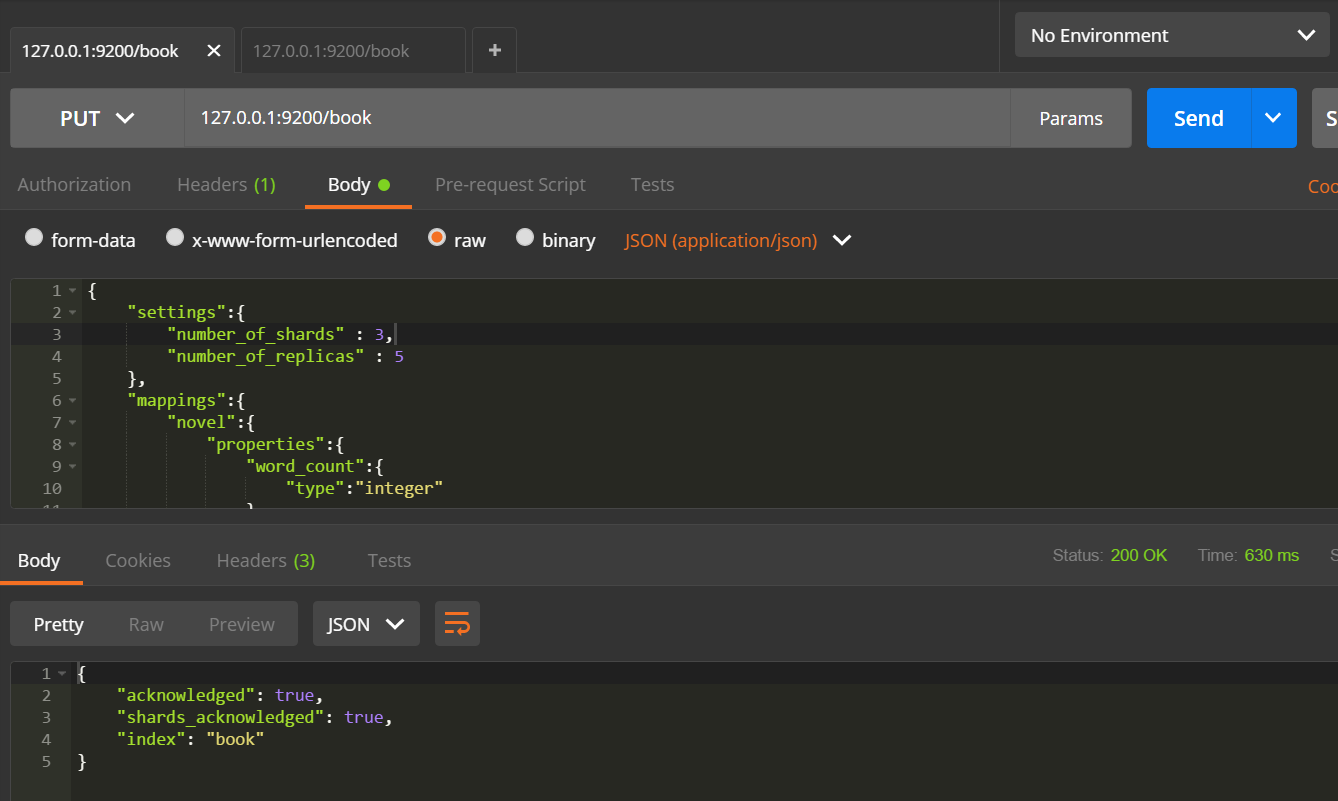 127.0.0.1:9200/book 127.0.0.1:9200/book + No Environment
PUT 127.0.0.1:9200/book Params Send
Authorization Headers (1) Body Pre-request Script Tests
form-data x-www-form-urlencoded raw binary JSON (application/json)
1 {
2 "settings":{
3 "number_of_shards" : 3,
4 "number_of_replicas" : 5
5 },
6 "mappings":{
7 "novel":{
8 "properties":{
9 "word_count":{
10 "type":"integer"
Body Cookies Headers (3) Tests Status: 200 OK Time: 630 ms
Pretty Raw Preview JSON
1 {
2 "acknowledged": true,
3 "shards_acknowledged": true,
4 "index": "book"
5 }